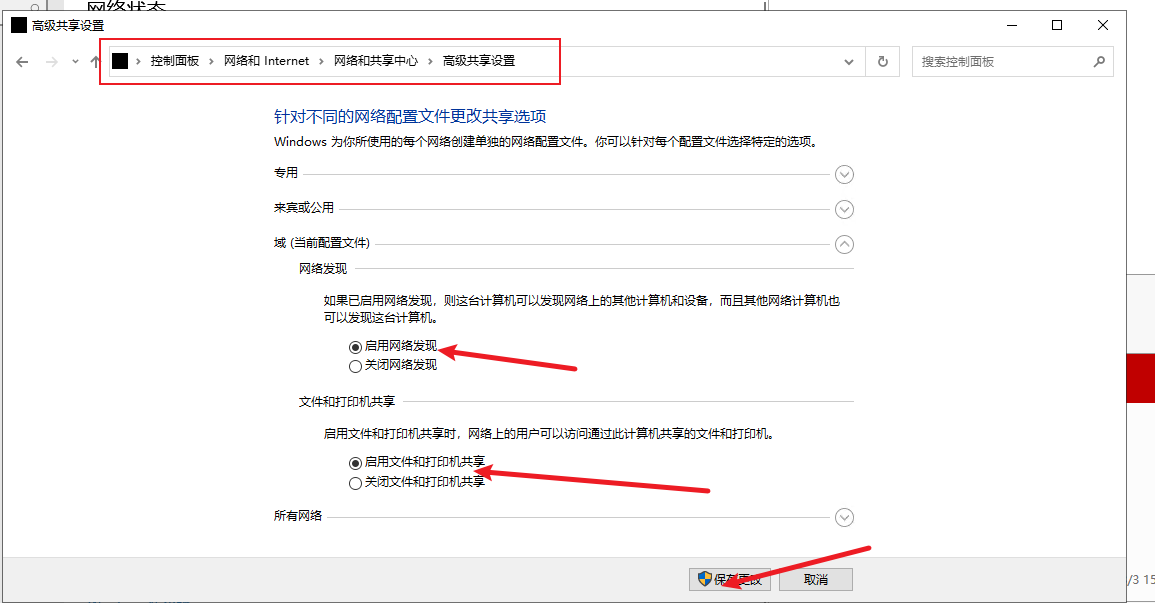 网络状态
高级共享设置
控制面板 › 网络和 Internet › 网络和共享中心 › 高级共享设置
搜索控制面板
针对不同的网络配置文件更改共享选项
Windows 为你所使用的每个网络创建单独的网络配置文件。你可以针对每个配置文件选择特定的选项。
专用
来宾或公用
域 (当前配置文件)
网络发现
如果已启用网络发现，则这台计算机可以发现网络上的其他计算机和设备，而且其他网络计算机也
可以发现这台计算机。
启用网络发现
关闭网络发现
文件和打印机共享
启用文件和打印机共享时，网络上的用户可以访问通过此计算机共享的文件和打印机。
启用文件和打印机共享
关闭文件和打印机共享
所有网络
保存更改
取消
/3 15